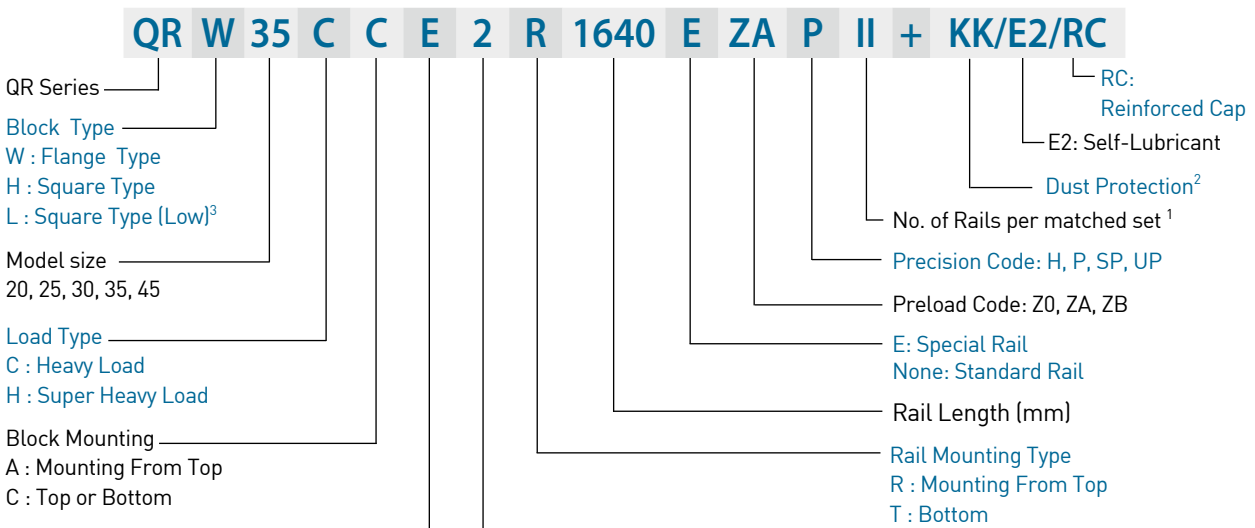 QR W 35 C C E 2 R 1640 E ZA P II + KK/E2/RC
QR Series
Block Type
W : Flange Type
H : Square Type
L : Square Type (Low)3
Model size
20, 25, 30, 35, 45
Load Type
C : Heavy Load
H : Super Heavy Load
Block Mounting
A : Mounting From Top
C : Top or Bottom
RC:
Reinforced Cap
E2: Self-Lubricant
Dust Protection2
No. of Rails per matched set 1
Precision Code: H, P, SP, UP
Preload Code: Z0, ZA, ZB
E: Special Rail
None: Standard Rail
Rail Length (mm)
Rail Mounting Type
R : Mounting From Top
T : Bottom